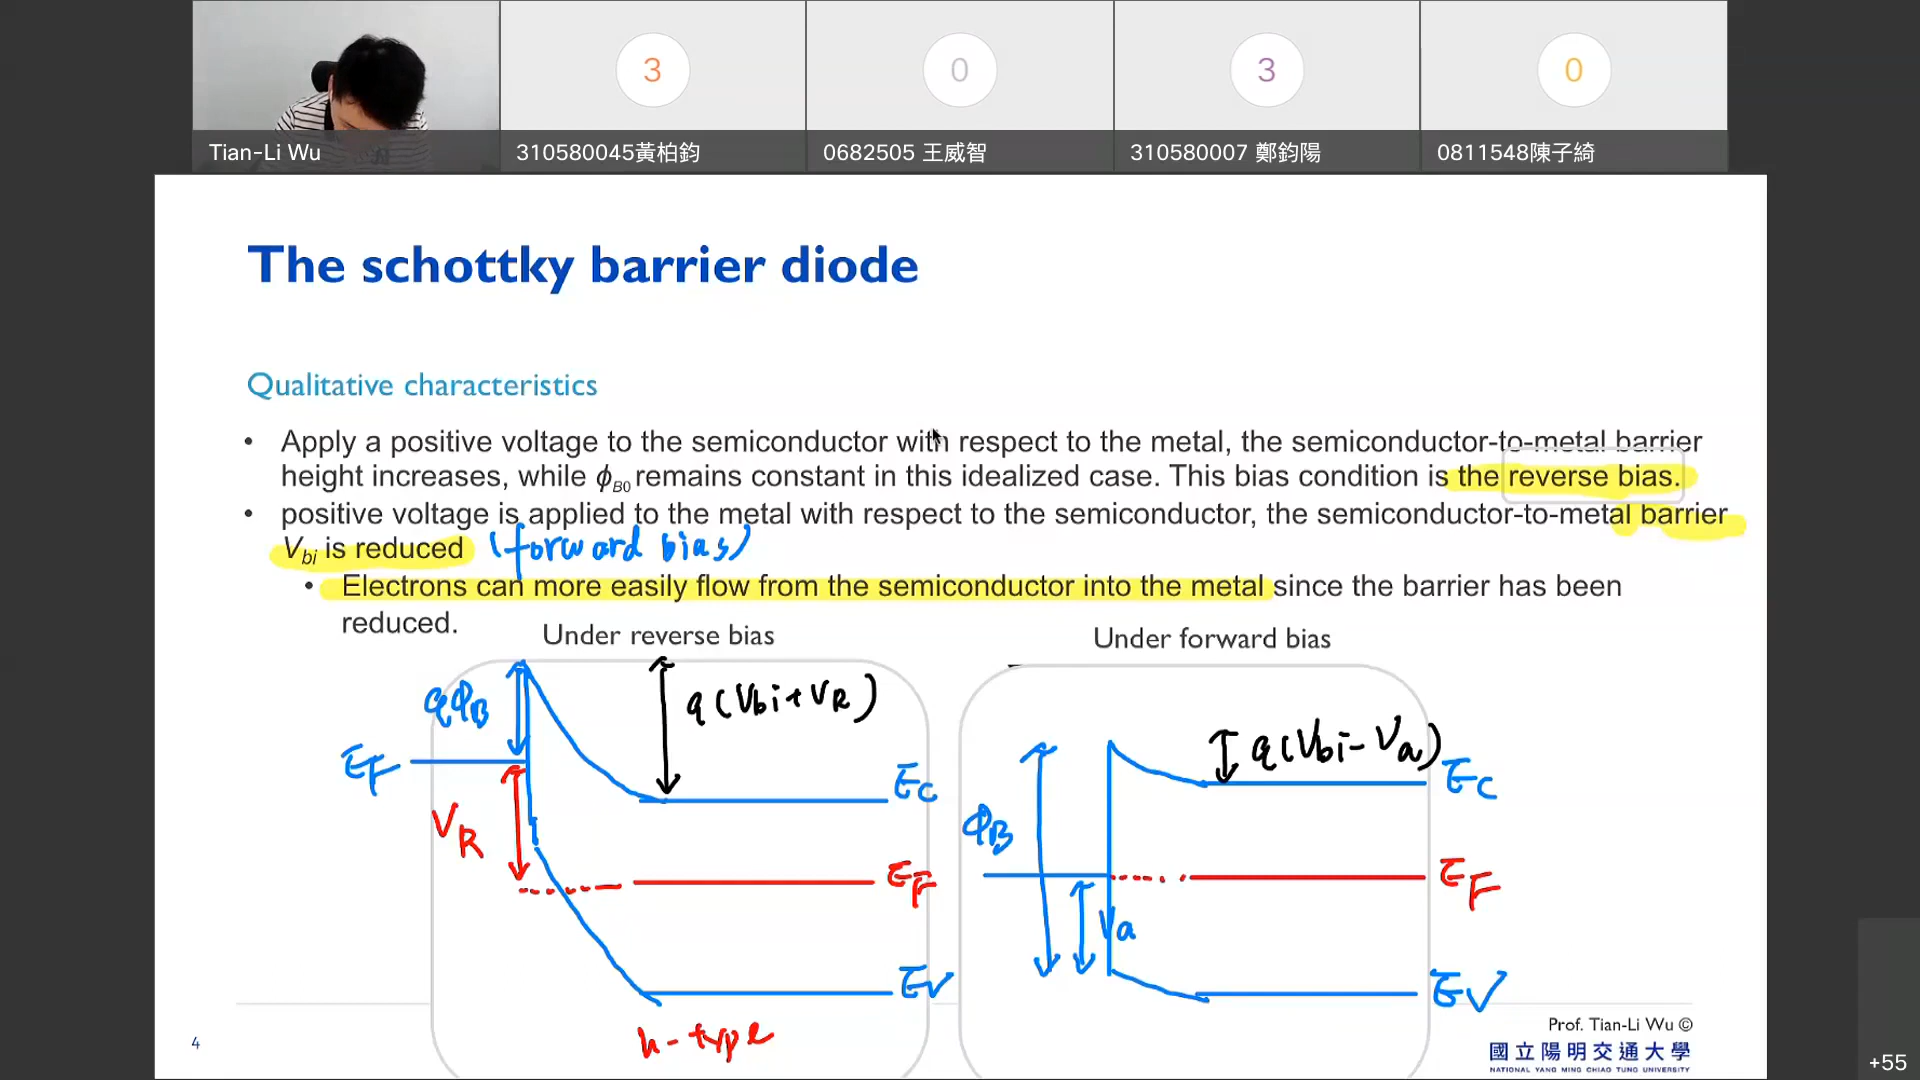 3
0
3
0
Tian-Li Wu
310580045黃柏鈞
0682505 王威智
310580007 鄭鈞陽
0811548陳子綺
The schottky barrier diode
Qualitative characteristics
• Apply a positive voltage to the semiconductor with respect to the metal, the semiconductor-to-metal barrier
height increases, while ϕB0 remains constant in this idealized case. This bias condition is the reverse bias.
• positive voltage is applied to the metal with respect to the semiconductor, the semiconductor-to-metal barrier
Vbi is reduced (forward bias)
• Electrons can more easily flow from the semiconductor into the metal since the barrier has been
reduced.
Under reverse bias
Under forward bias
qΦB
q(Vbi+VR)
EF
EC
VR
EF
EV
n-type
q(Vbi-Va)
EC
ΦB
EF
Va
EV
Prof. Tian-Li Wu ©
4
國立陽明交通大學
NATIONAL YANG MING CHIAO TUNG UNIVERSITY
+55